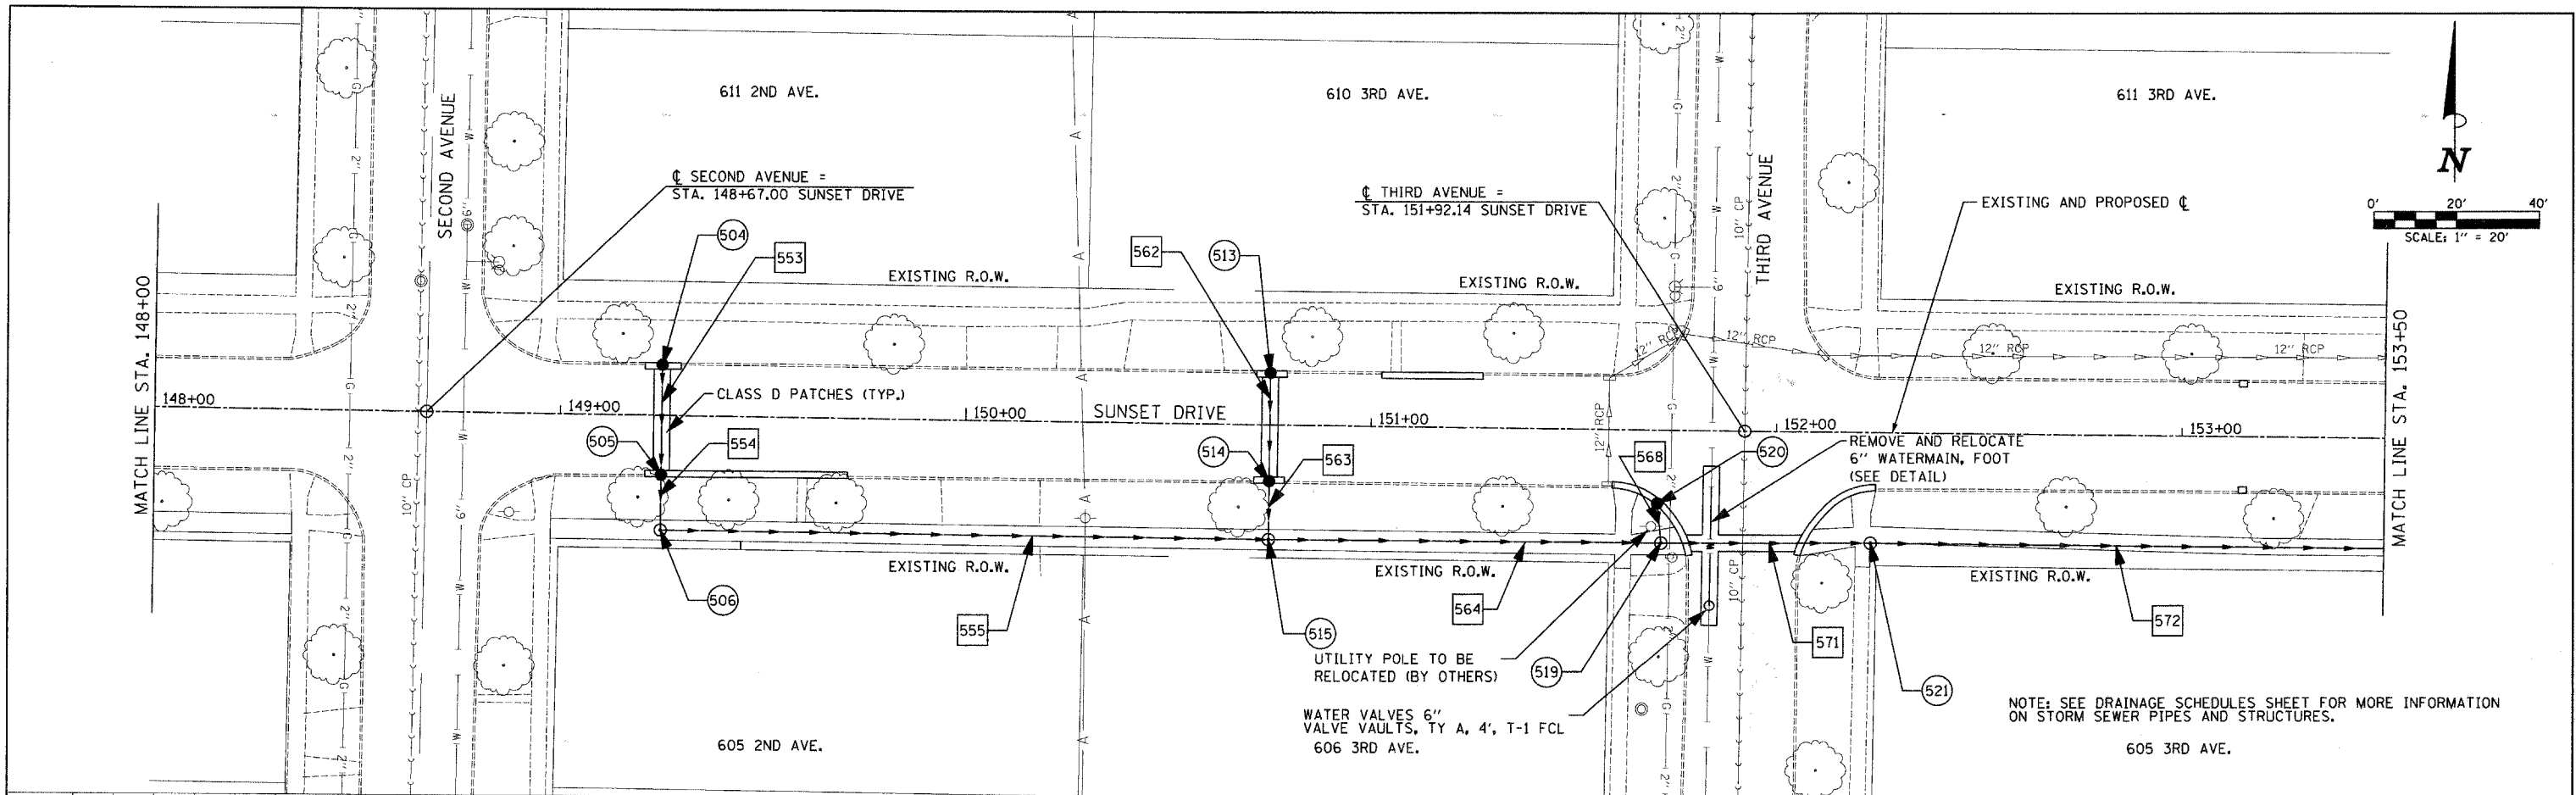 611 2ND AVE.
610 3RD AVE.
611 3RD AVE.
SECOND AVENUE
THIRD AVENUE
N
0' 20' 40'
SCALE: 1" = 20'
℄ SECOND AVENUE =
STA. 148+67.00 SUNSET DRIVE
℄ THIRD AVENUE =
STA. 151+92.14 SUNSET DRIVE
EXISTING AND PROPOSED ℄
504
553
562
513
EXISTING R.O.W.
EXISTING R.O.W.
EXISTING R.O.W.
MATCH LINE STA. 148+00
MATCH LINE STA. 153+50
2" G
2" G
2" G
2" G
2" G
2" G
2" G
6" W
6" W
6" W
10" CP
10" CP
10" CP
12" RCP
12" RCP
12" RCP
12" RCP
12" RCP
148+00
149+00
150+00
151+00
152+00
153+00
SUNSET DRIVE
CLASS D PATCHES (TYP.)
505
554
514
563
568
520
REMOVE AND RELOCATE
6" WATERMAIN, FOOT
(SEE DETAIL)
EXISTING R.O.W.
EXISTING R.O.W.
EXISTING R.O.W.
506
555
515
564
519
571
572
521
UTILITY POLE TO BE
RELOCATED (BY OTHERS)
WATER VALVES 6"
VALVE VAULTS, TY A, 4', T-1 FCL
605 2ND AVE.
606 3RD AVE.
605 3RD AVE.
NOTE: SEE DRAINAGE SCHEDULES SHEET FOR MORE INFORMATION
ON STORM SEWER PIPES AND STRUCTURES.